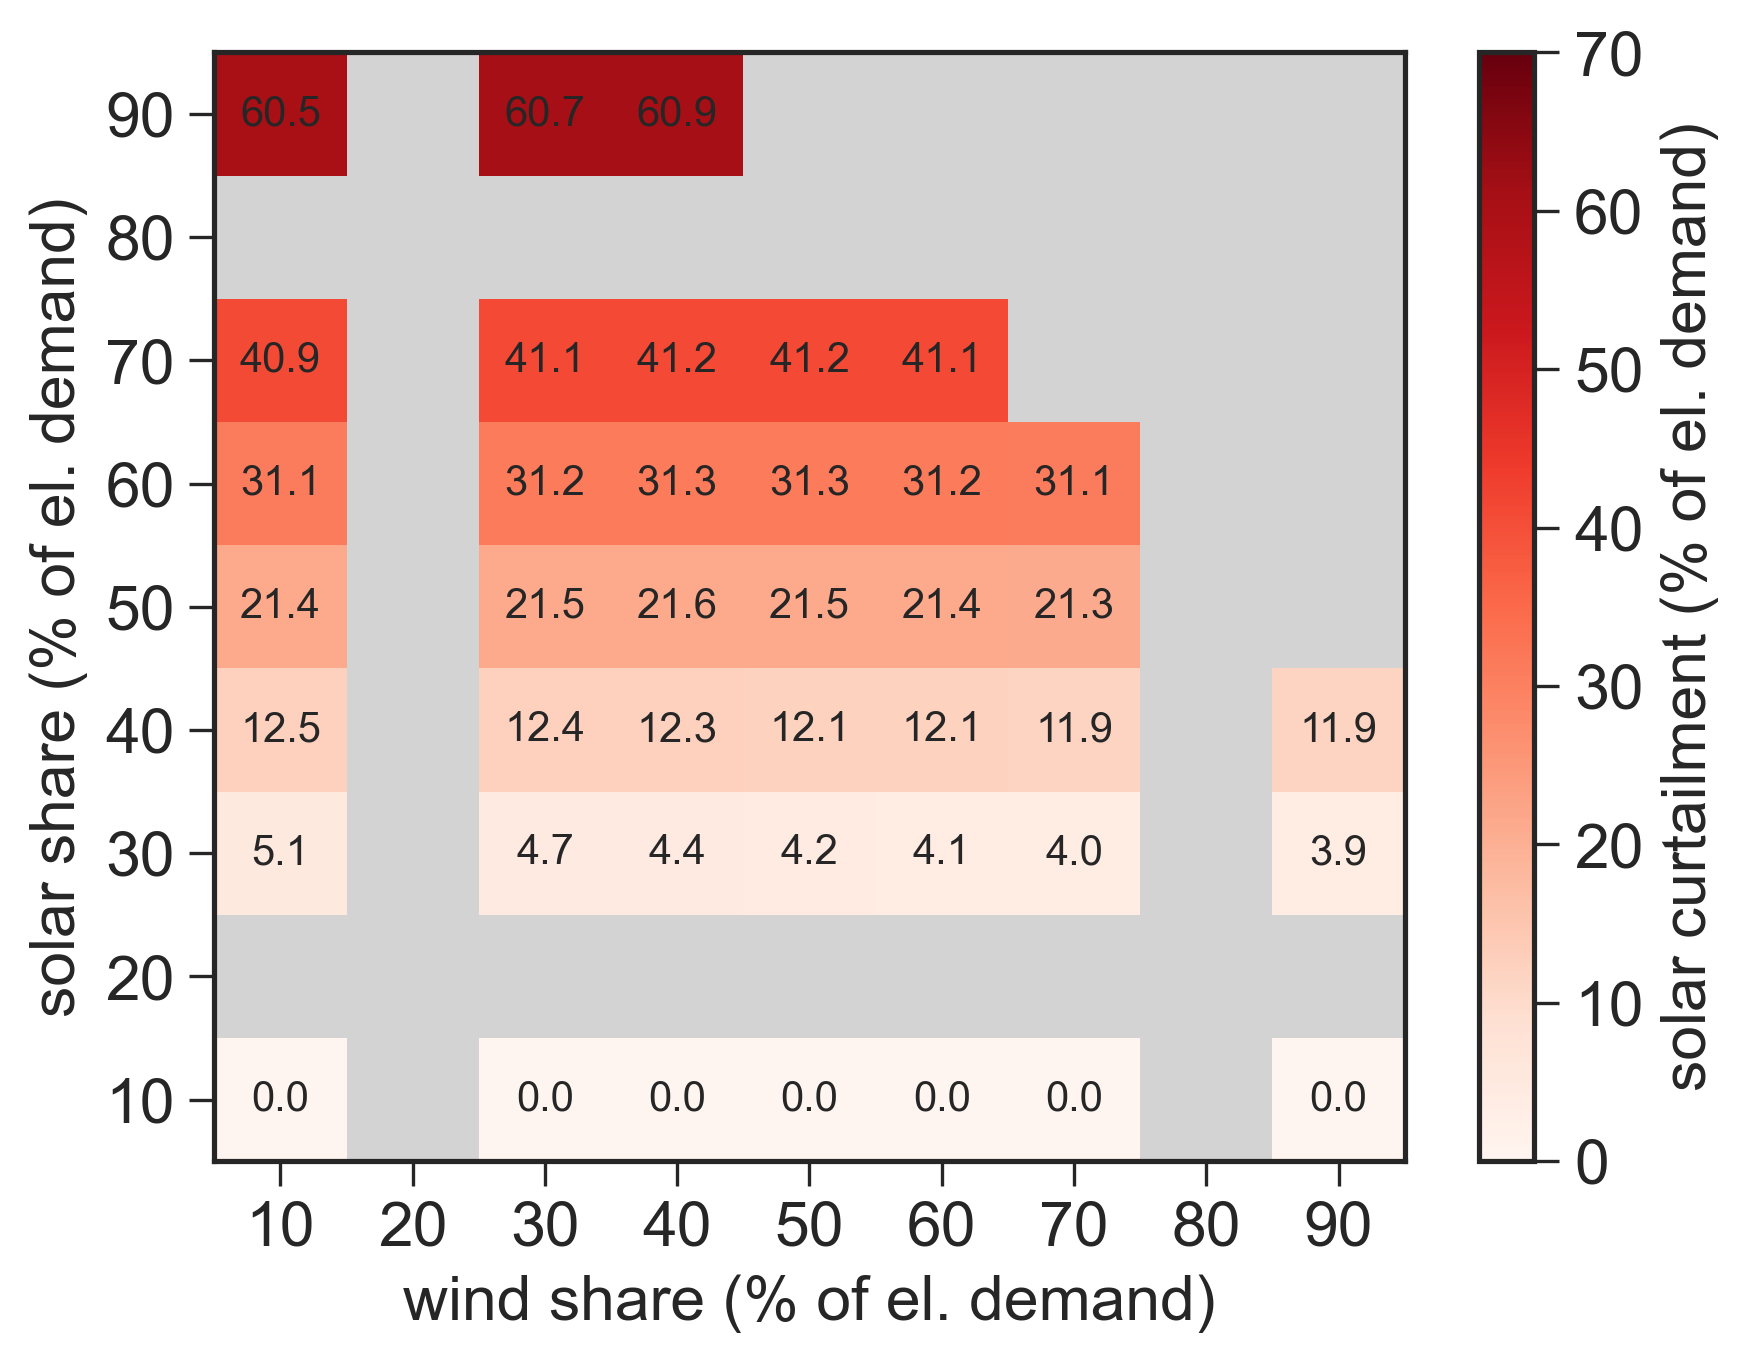 90 60.5 60.7 60.9
80
70 40.9 41.1 41.2 41.2 41.1
60 31.1 31.2 31.3 31.3 31.2 31.1
50 21.4 21.5 21.6 21.5 21.4 21.3
40 12.5 12.4 12.3 12.1 12.1 11.9 11.9
30 5.1 4.7 4.4 4.2 4.1 4.0 3.9
20
10 0.0 0.0 0.0 0.0 0.0 0.0 0.0
10 20 30 40 50 60 70 80 90
wind share (% of el. demand)
solar share (% of el. demand)
70
60
50
40
30
20
10
0
solar curtailment (% of el. demand)